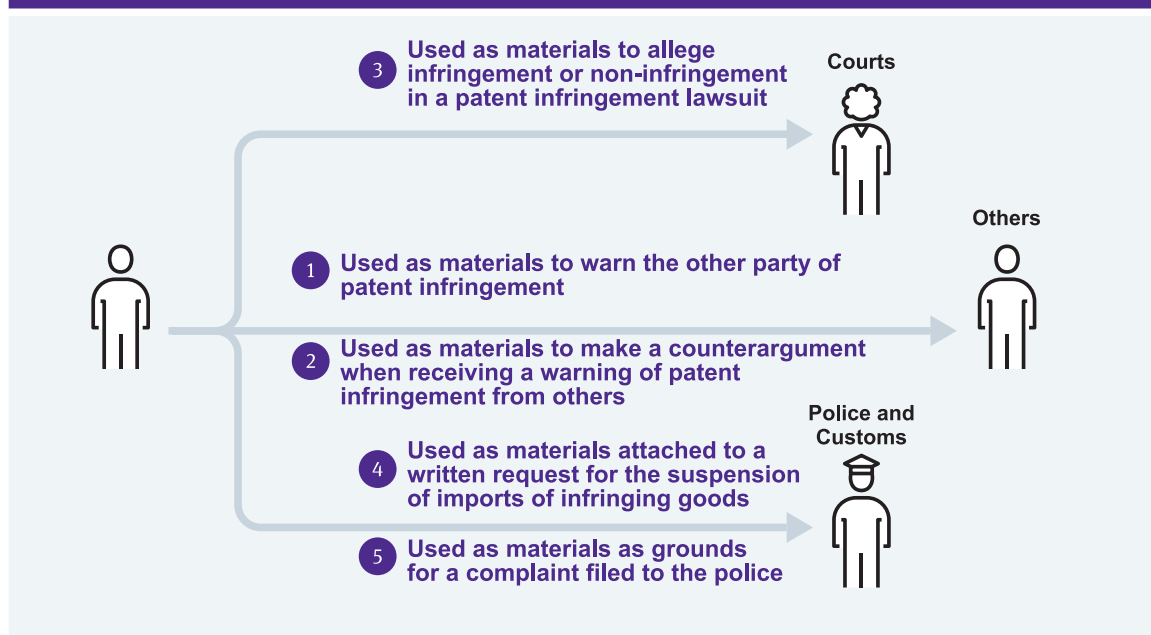 3
Used as materials to allege
infringement or non-infringement
in a patent infringement lawsuit
Courts
Others
1
Used as materials to warn the other party of
patent infringement
2
Used as materials to make a counterargument
when receiving a warning of patent
infringement from others
Police and
Customs
4
Used as materials attached to a
written request for the suspension
of imports of infringing goods
5
Used as materials as grounds
for a complaint filed to the police